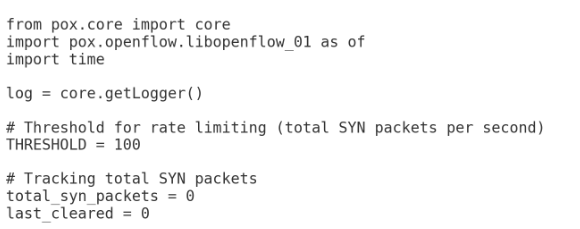 from pox.core import core
import pox.openflow.libopenflow_01 as of
import time
log = core.getLogger()
# Threshold for rate limiting (total SYN packets per second)
THRESHOLD = 100
# Tracking total SYN packets
total_syn_packets = 0
last_cleared = 0